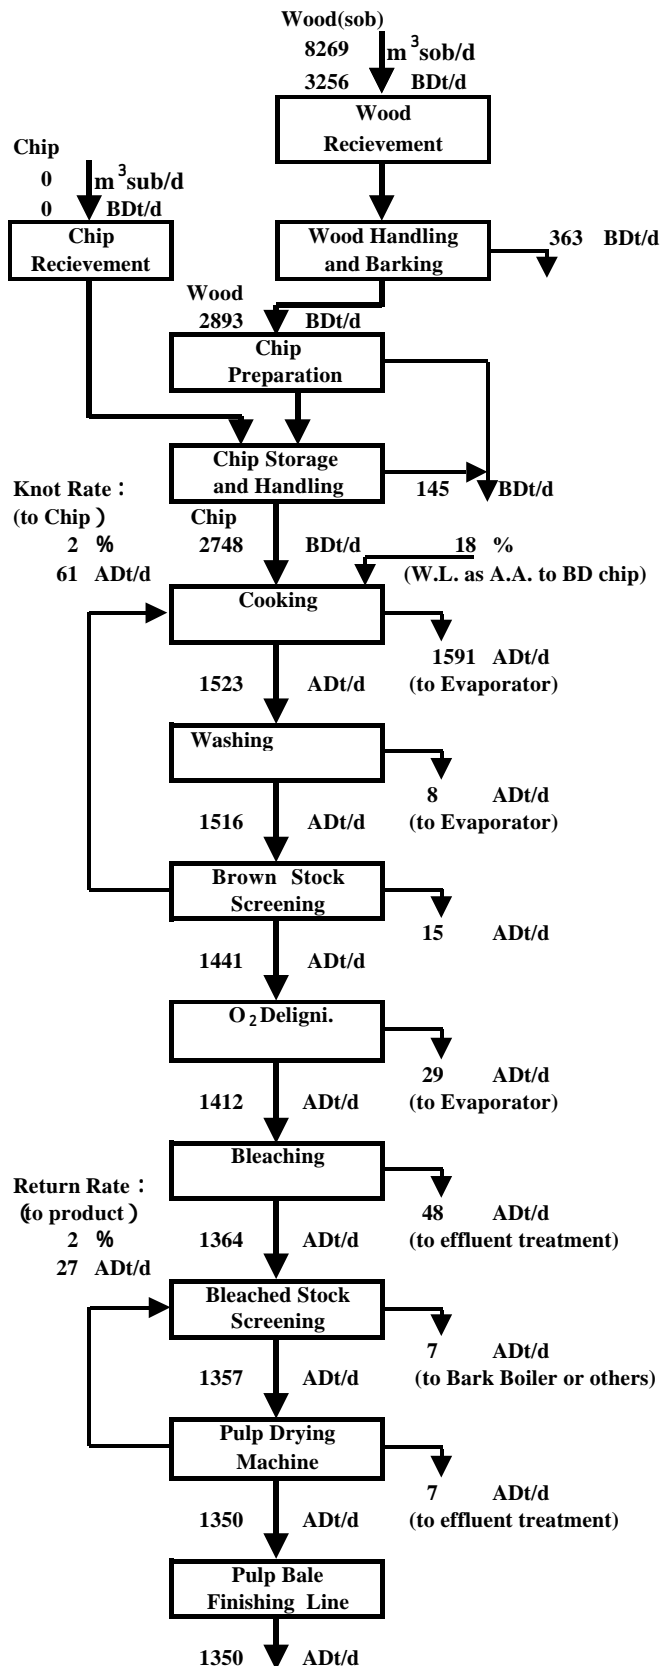 Wood(sob)
8269 m³sob/d
3256 BDt/d
Wood
Recievement
Chip
0 m³sub/d
0 BDt/d
Chip
Recievement
Wood Handling
and Barking
363 BDt/d
Wood
2893 BDt/d
Chip
Preparation
Chip Storage
and Handling
145 BDt/d
Knot Rate：
(to Chip）
2 %
61 ADt/d
Chip
2748 BDt/d
18 %
(W.L. as A.A. to BD chip)
Cooking
1591 ADt/d
(to Evaporator)
1523 ADt/d
Washing
8 ADt/d
(to Evaporator)
1516 ADt/d
Brown Stock
Screening
15 ADt/d
1441 ADt/d
O₂Deligni.
29 ADt/d
(to Evaporator)
1412 ADt/d
Bleaching
48 ADt/d
(to effluent treatment)
Return Rate：
(to product）
2 %
27 ADt/d
1364 ADt/d
Bleached Stock
Screening
7 ADt/d
(to Bark Boiler or others)
1357 ADt/d
Pulp Drying
Machine
7 ADt/d
(to effluent treatment)
1350 ADt/d
Pulp Bale
Finishing Line
1350 ADt/d